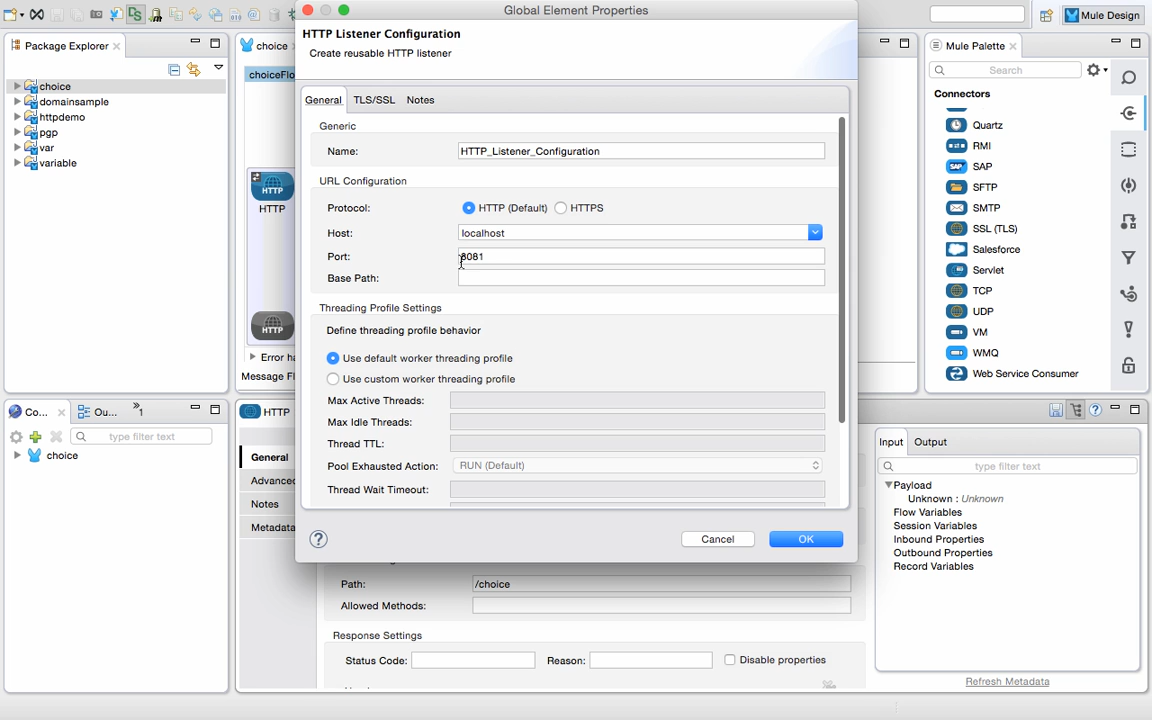 Global Element Properties
Mule Design
HTTP Listener Configuration
Create reusable HTTP listener
Package Explorer
choice
domainsample
httpdemo
pgp
var
variable
choice
choiceFlo
HTTP
HTTP
HTTP
Error ha
Message Fl
General
TLS/SSL
Notes
Generic
Name:
HTTP_Listener_Configuration
URL Configuration
Protocol:
HTTP (Default)
HTTPS
Host:
localhost
Port:
8081
Base Path:
Threading Profile Settings
Define threading profile behavior
Use default worker threading profile
Use custom worker threading profile
Max Active Threads:
Max Idle Threads:
Thread TTL:
Pool Exhausted Action:
RUN (Default)
Thread Wait Timeout:
?
Cancel
OK
Mule Palette
Search
Connectors
Quartz
RMI
SAP
SAP
SFTP
SMTP
SSL (TLS)
Salesforce
Servlet
TCP
UDP
VM
WMQ
Web Service Consumer
Co...
Ou...
»1
type filter text
choice
HTTP
General
Advanced
Notes
Metadata
Path:
/choice
Allowed Methods:
Response Settings
Status Code:
Reason:
Disable properties
Input
Output
type filter text
Payload
Unknown : Unknown
Flow Variables
Session Variables
Inbound Properties
Outbound Properties
Record Variables
Refresh Metadata